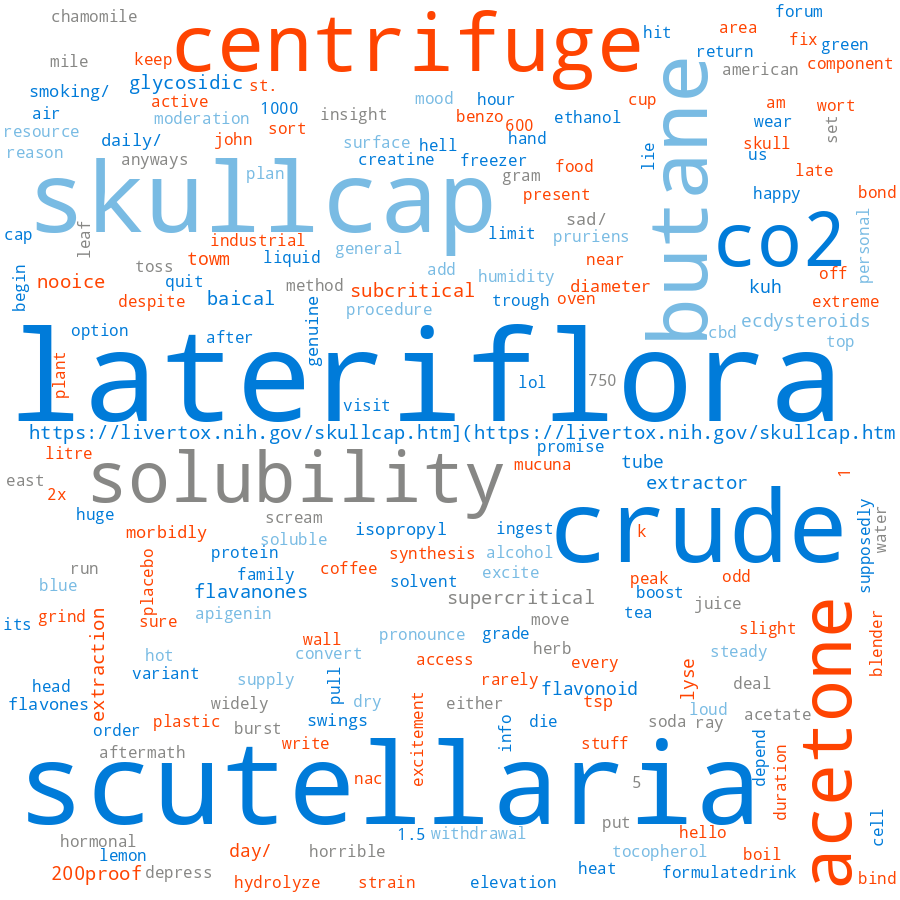 chamomile
centrifuge
forum
hit
area
fix
green
return
mile
keep
component
american
glycosidic
st.
smoking/
active
mood
hour
cup
butane
air
1000
benzo
600
ethanol
am
wort
moderation
insight
wear
set
resource
sort
daily/
john
surface
hell
hand
skull
reason
anyways
creatine
freezer
food
lie
us
late
plan
gram
skullcap
present
happy
bond
sad/
cap
leaf
industrial
general
limit
pruriens
co2
personal
towm
liquid
near
toss
add
humidity
off
begin
nooice
quit
method
subcritical
diameter
kuh
despite
baical
genuine
procedure
trough
oven
extreme
option
after
cbd
ecdysteroids
top
lateriflora
plant
lol
750
visit
https://livertox.nih.gov/skullcap.htm](https://livertox.nih.gov/skullcap.htm
litre
promise
east
solubility
mucuna
tube
1
2x
extractor
huge
scream
crude
morbidly
isopropyl
ingest
k
supposedly
water
soluble
protein
synthesis
alcohol
run
placebo
family
coffee
excite
peak
odd
blue
flavanones
solvent
boost
supercritical
juice
its
grind
sure
apigenin
tea
move
acetone
extraction
wall
pronounce
grade
slight
blender
hot
convert
herb
steady
variant
access
every
head
supply
pull
rarely
lyse
deal
flavones
widely
dry
either
flavonoid
tsp
loud
order
plastic
burst
swings
excitement
info
die
soda
ray
acetate
aftermath
write
stuff
depend
duration
scutellaria
nac
5
hormonal
1.5
withdrawal
put
hello
cell
lemon
day/
horrible
tocopherol
boil
200proof
depress
heat
formulatedrink
hydrolyze
strain
elevation
bind